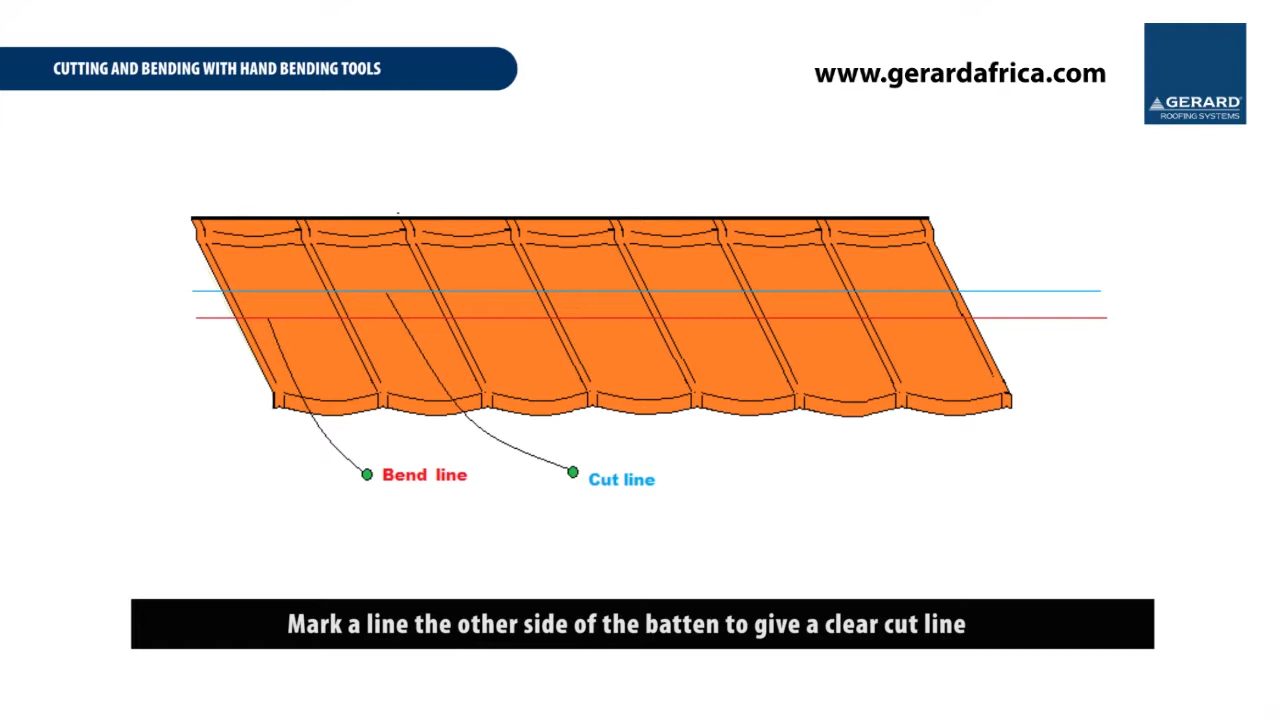 CUTTING AND BENDING WITH HAND BENDING TOOLS
www.gerardafrica.com
GERARD®
ROOFING SYSTEMS
Bend line
Cut line
Mark a line the other side of the batten to give a clear cut line